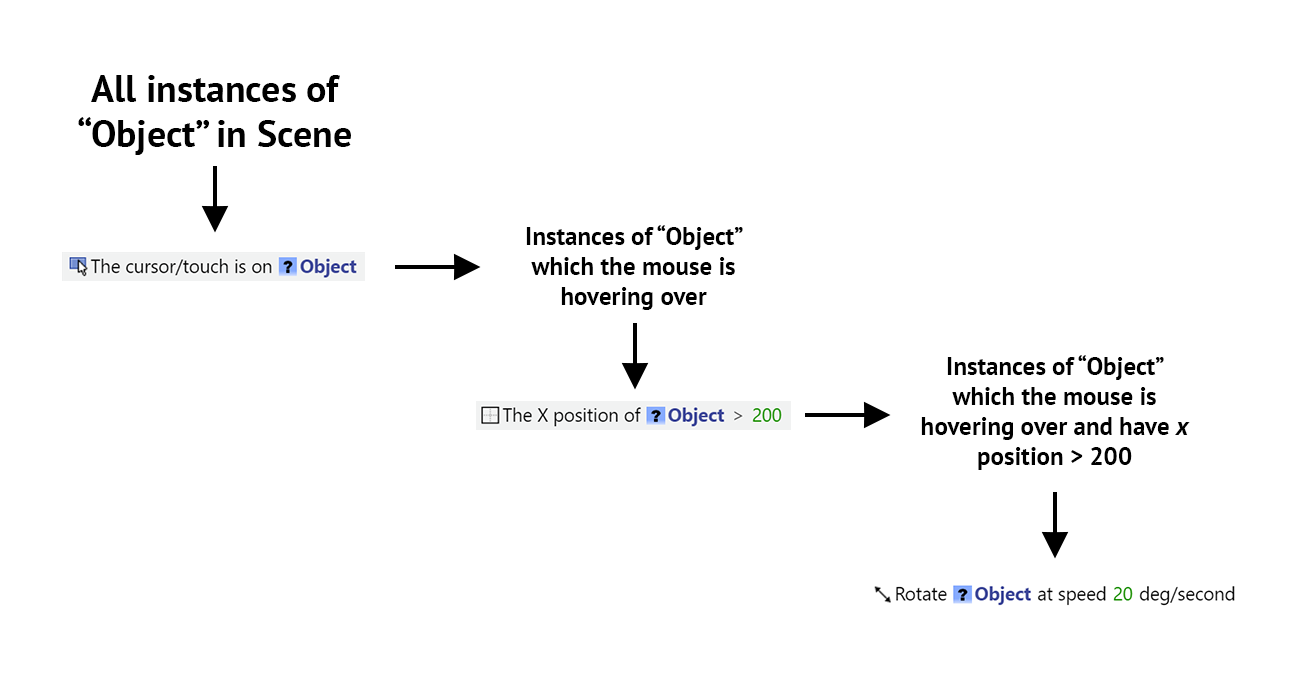 All instances of
“Object” in Scene
The cursor/touch is on ? Object
Instances of “Object”
which the mouse is
hovering over
The X position of ? Object > 200
Instances of “Object”
which the mouse is
hovering over and have x
position > 200
Rotate ? Object at speed 20 deg/second